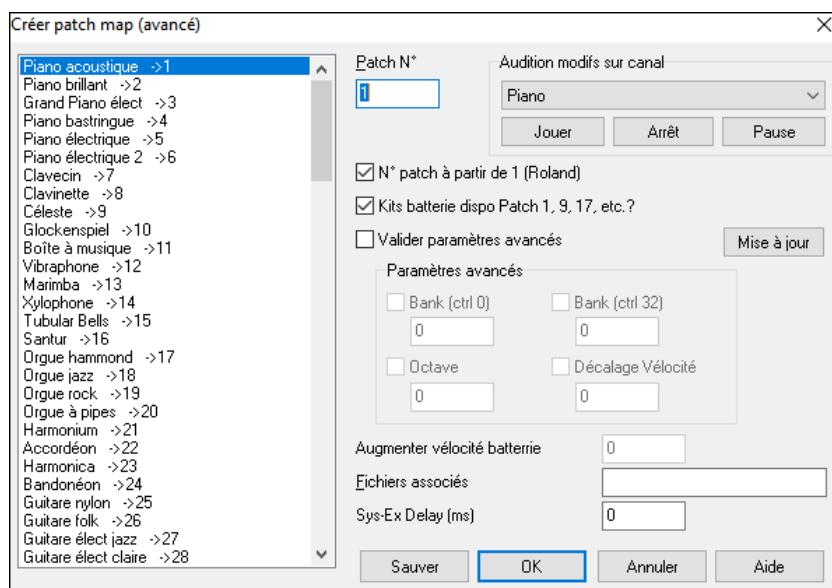 Créer patch map (avancé)
Piano acoustique ->1
Piano brillant ->2
Grand Piano élect ->3
Piano bastringue ->4
Piano électrique ->5
Piano électrique 2 ->6
Clavecin ->7
Clavinette ->8
Céleste ->9
Glockenspiel ->10
Boîte à musique ->11
Vibraphone ->12
Marimba ->13
Xylophone ->14
Tubular Bells ->15
Santur ->16
Orgue hammond ->17
Orgue jazz ->18
Orgue rock ->19
Orgue à pipes ->20
Harmonium ->21
Accordéon ->22
Harmonica ->23
Bandonéon ->24
Guitare nylon ->25
Guitare folk ->26
Guitare élect jazz ->27
Guitare élect claire ->28
Patch N°
1
Audition modifs sur canal
Piano
Jouer Arrêt Pause
N° patch à partir de 1 (Roland)
Kits batterie dispo Patch 1, 9, 17, etc.?
Valider paramètres avancés
Mise à jour
Paramètres avancés
Bank (ctrl 0) Bank (ctrl 32)
0 0
Octave Décalage Vélocité
0 0
Augmenter vélocité batterrie 0
Fichiers associés
Sys-Ex Delay (ms) 0
Sauver OK Annuler Aide